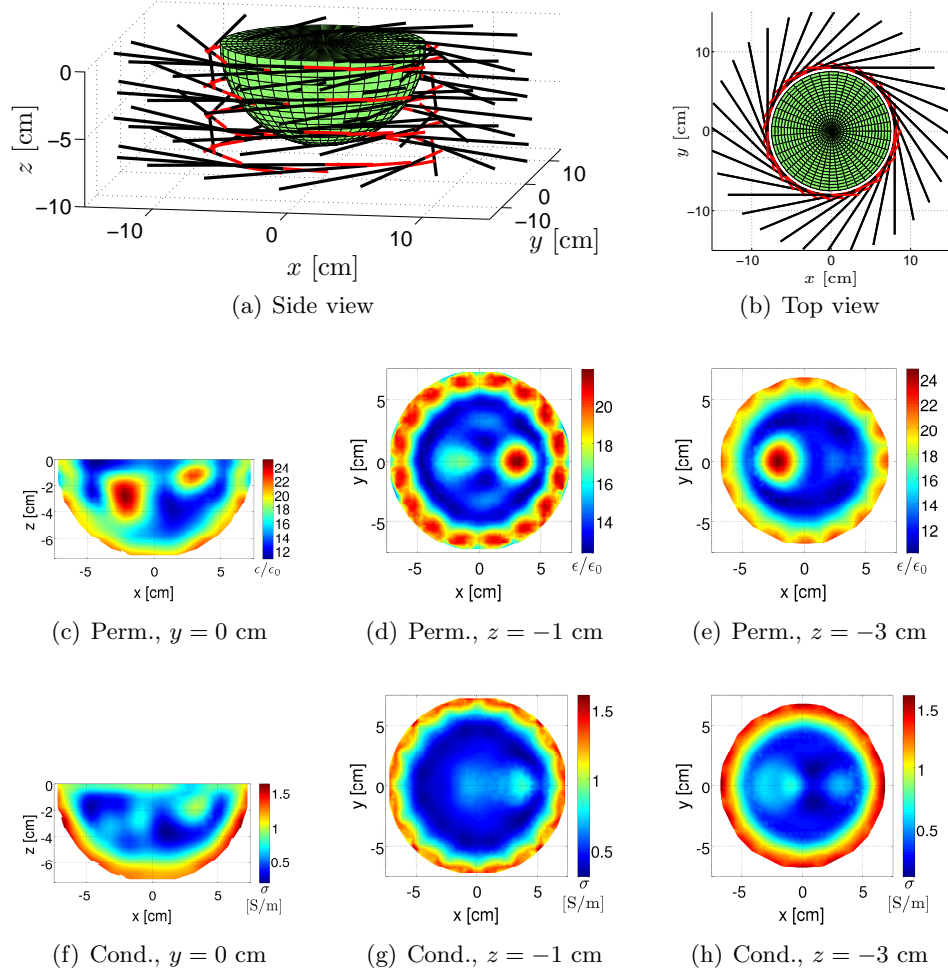 0
−5
−10
z [cm]
−10
0
10
x [cm]
10
0
−10
y [cm]
(a) Side view
10
0
−10
y [cm]
−10
0
10
x [cm]
(b) Top view
0
-2
-4
-6
z [cm]
-5
0
5
x [cm]
24
22
20
18
16
14
12
ϵ/ϵ0
(c) Perm., y = 0 cm
5
0
-5
y [cm]
-5
0
5
x [cm]
20
18
16
14
ϵ/ϵ0
(d) Perm., z = −1 cm
5
0
-5
y [cm]
-5
0
5
x [cm]
24
22
20
18
16
14
12
ϵ/ϵ0
(e) Perm., z = −3 cm
0
-2
-4
-6
z [cm]
-5
0
5
x [cm]
1.5
1
0.5
σ
[S/m]
(f) Cond., y = 0 cm
5
0
-5
y [cm]
-5
0
5
x [cm]
1.5
1
0.5
σ
[S/m]
(g) Cond., z = −1 cm
5
0
-5
y [cm]
-5
0
5
x [cm]
1.5
1
0.5
σ
[S/m]
(h) Cond., z = −3 cm